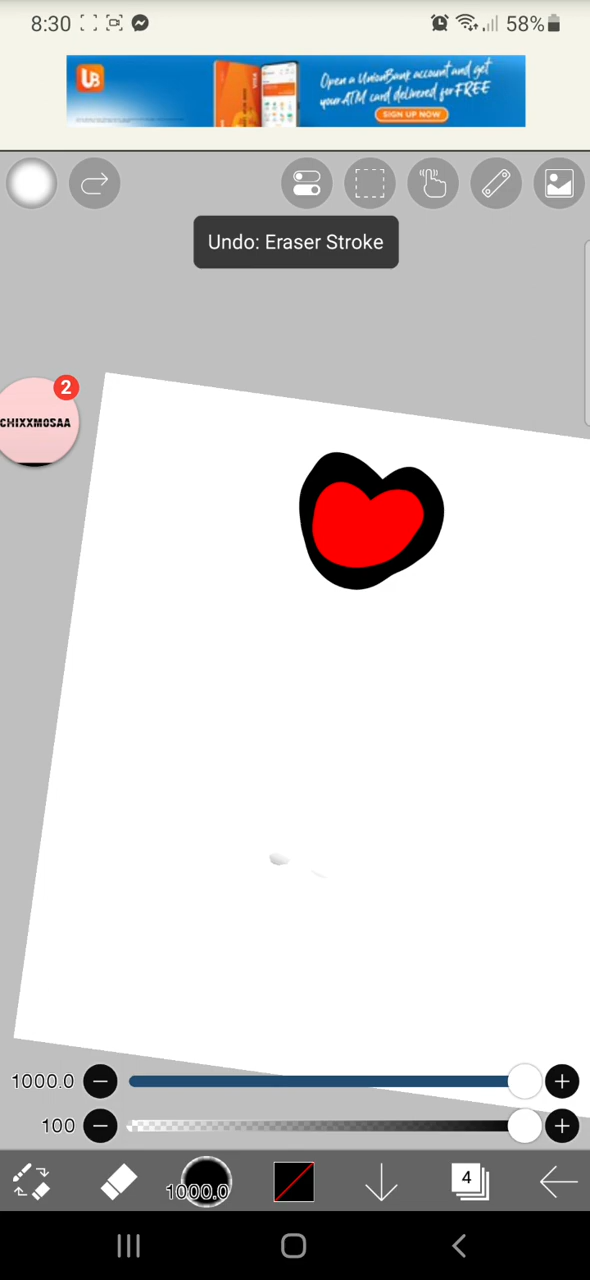 8:30
58%
UB
Open a UnionBank account and get
your ATM card delivered for FREE
SIGN UP NOW
VISA
Undo: Eraser Stroke
2
CHIXXMOSAA
1000.0
100
1000.0
4